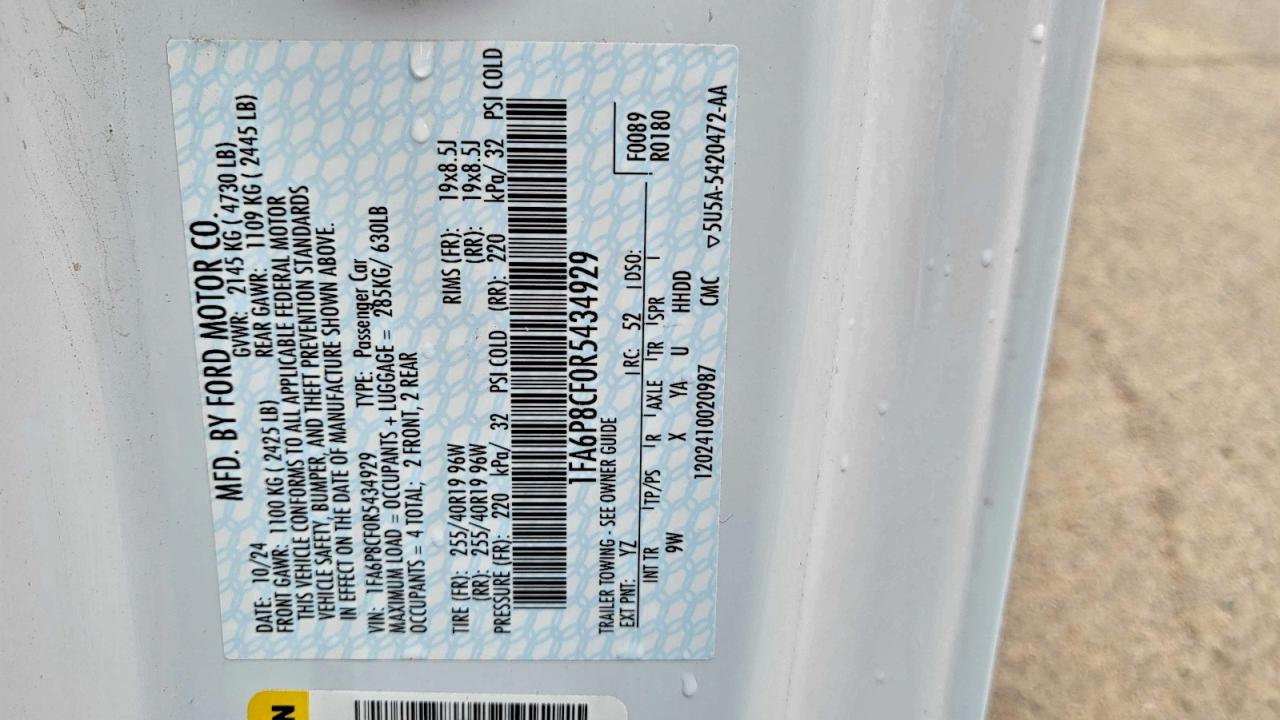 MFD. BY FORD MOTOR CO.
DATE: 10/24 GVWR: 2145 KG ( 4730 LB)
FRONT GAWR: 1100 KG ( 2425 LB) REAR GAWR: 1109 KG ( 2445 LB)
THIS VEHICLE CONFORMS TO ALL APPLICABLE FEDERAL MOTOR
VEHICLE SAFETY, BUMPER, AND THEFT PREVENTION STANDARDS
IN EFFECT ON THE DATE OF MANUFACTURE SHOWN ABOVE.
VIN: 1FA6P8CF0R5434929 TYPE: Passenger Car
MAXIMUM LOAD = OCCUPANTS + LUGGAGE = 285KG/ 630LB
OCCUPANTS = 4 TOTAL; 2 FRONT, 2 REAR
TIRE (FR): 255/40R19 96W RIMS (FR): 19x8.5J
(RR): 255/40R19 96W (RR): 19x8.5J
PRESSURE (FR): 220 kPa/ 32 PSI COLD (RR): 220 kPa/ 32 PSI COLD
1FA6P8CF0R5434929
TRAILER TOWING - SEE OWNER GUIDE
EXT PNT: YZ RC: 52 DSO: F0089
INT TR TP/PS R AXLE TR SPR R0180
9W X YA U HHDD
1202410020987 CMC ▽5U5A-5420472-AA
N